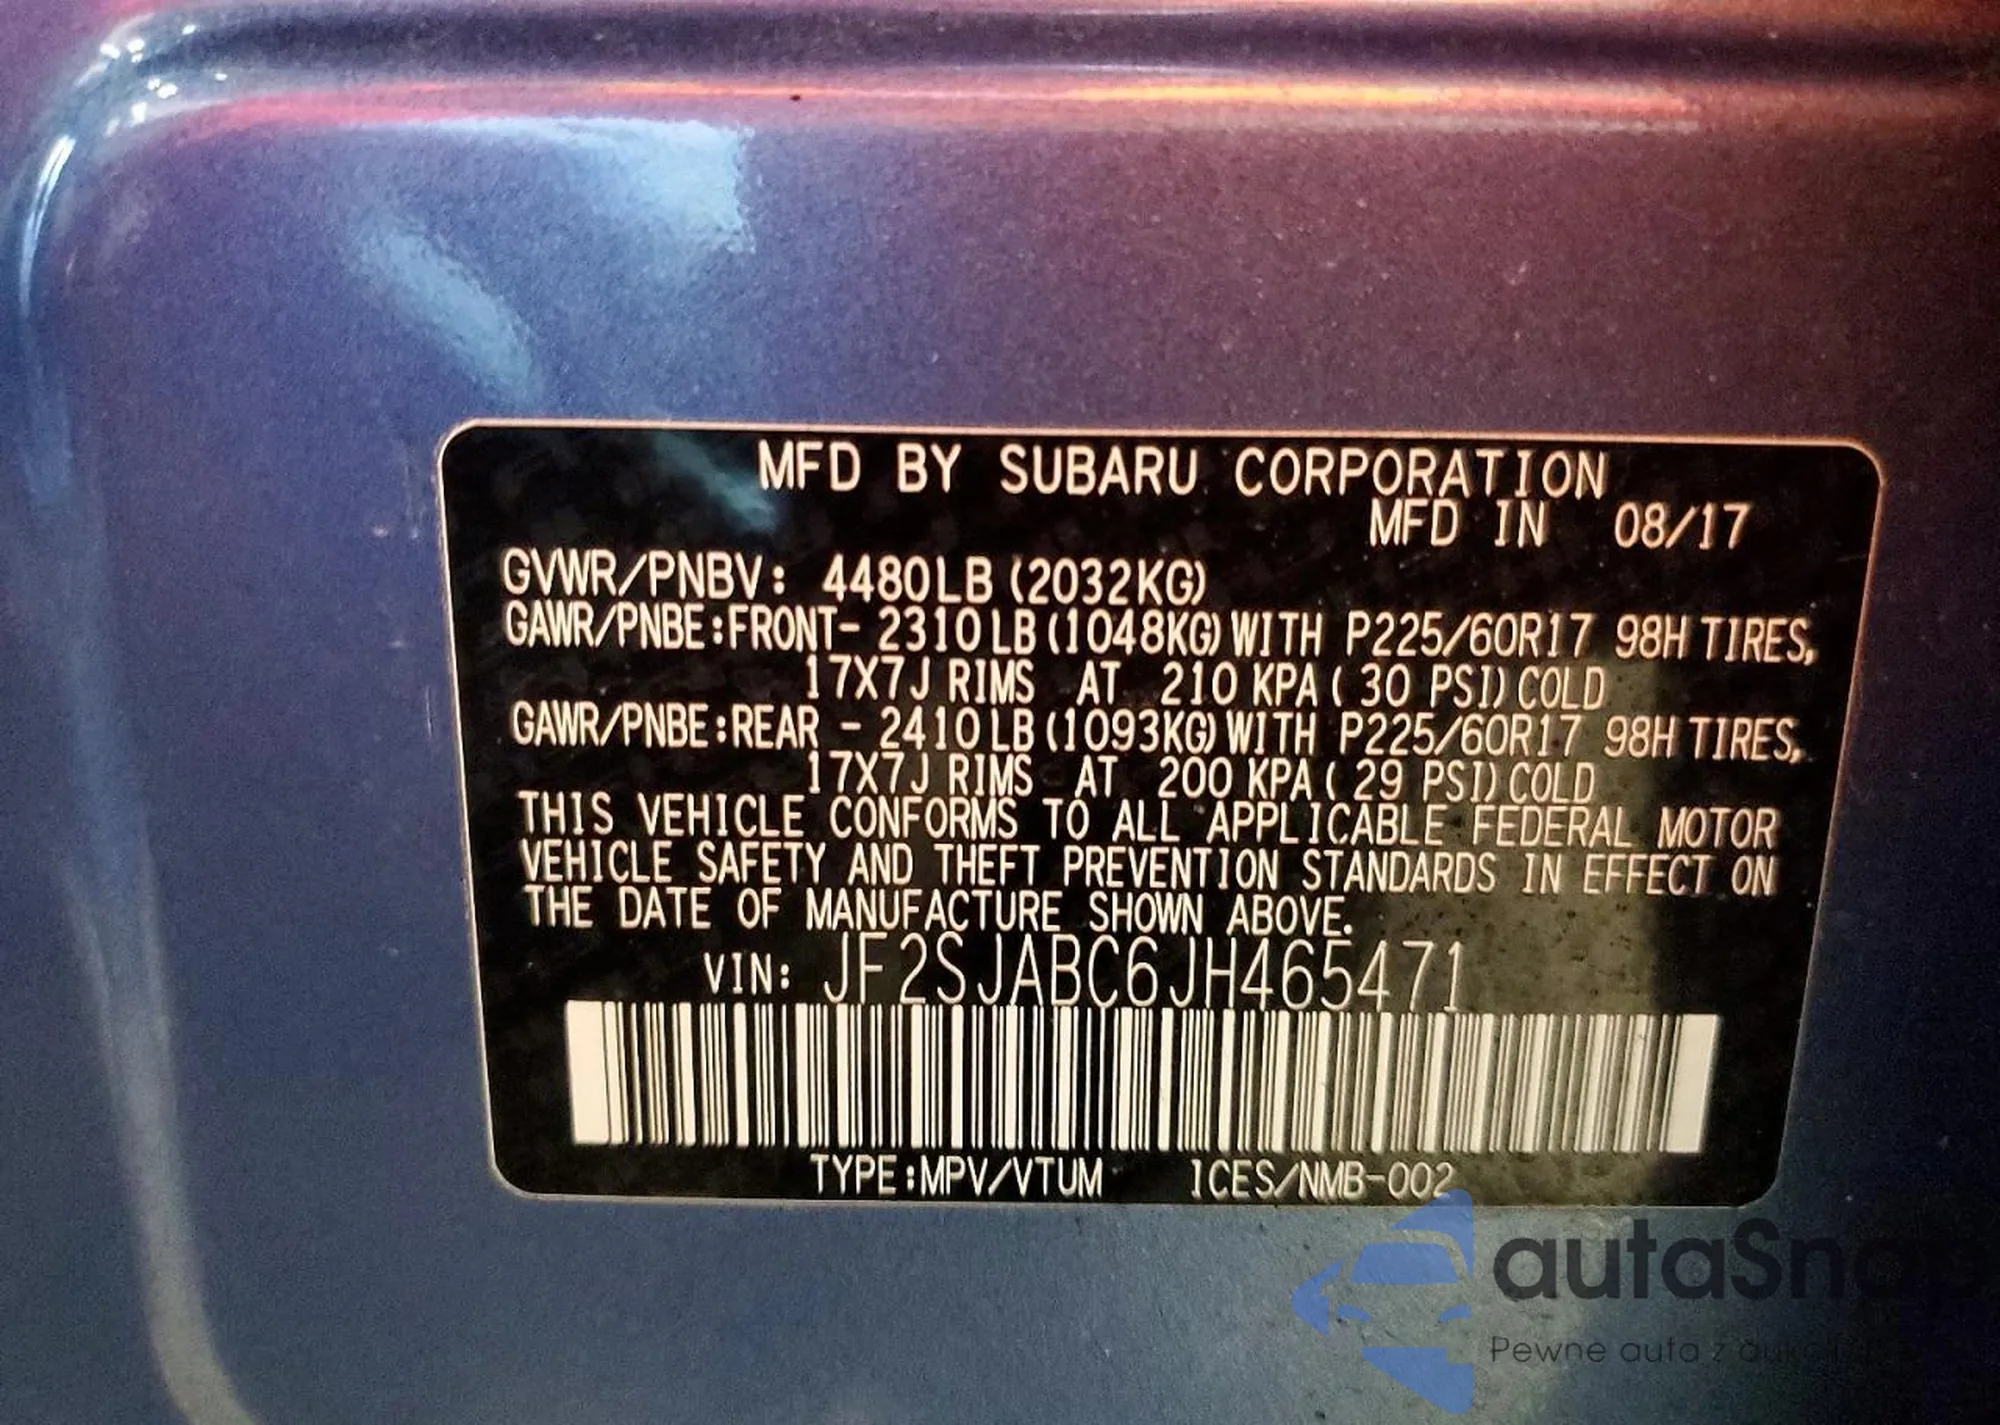 MFD BY SUBARU CORPORATION
MFD IN 08/17
GVWR/PNBV: 4480LB (2032KG)
GAWR/PNBE:FRONT- 2310LB(1048KG)WITH P225/60R17 98H TIRES,
17X7J RIMS AT 210 KPA( 30 PSI)COLD
GAWR/PNBE:REAR - 2410LB(1093KG)WITH P225/60R17 98H TIRES,
17X7J RIMS AT 200 KPA( 29 PSI)COLD
THIS VEHICLE CONFORMS TO ALL APPLICABLE FEDERAL MOTOR
VEHICLE SAFETY AND THEFT PREVENTION STANDARDS IN EFFECT ON
THE DATE OF MANUFACTURE SHOWN ABOVE.
VIN: JF2SJABC6JH465471
TYPE:MPV/VTUM ICES/NMB-002
autaSnap
Pewne auta z